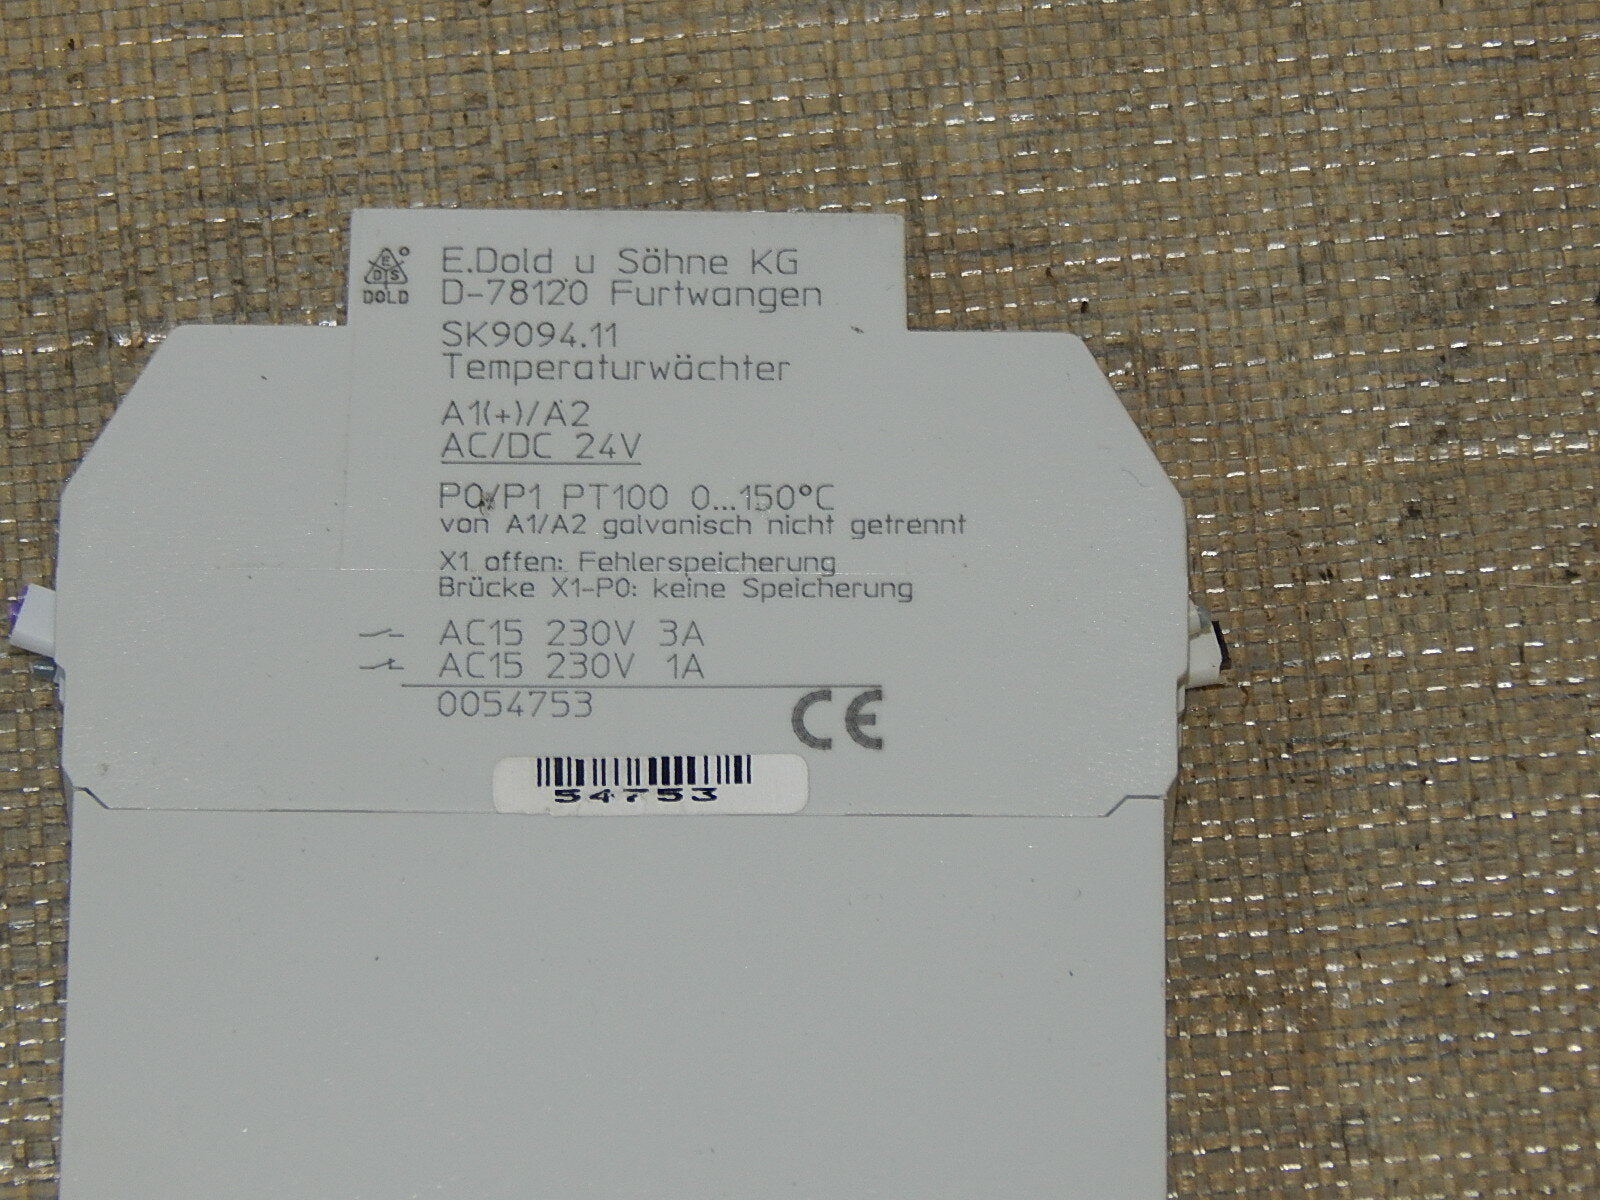 E
D S
DOLD
E.Dold u Söhne KG
D-78120 Furtwangen
SK9094.11
Temperaturwächter
A1(+)/A2
AC/DC 24V
P0/P1 PT100 0...150°C
von A1/A2 galvanisch nicht getrennt
X1 offen: Fehlerspeicherung
Brücke X1-P0: keine Speicherung
AC15 230V 3A
AC15 230V 1A
0054753
CE
54753